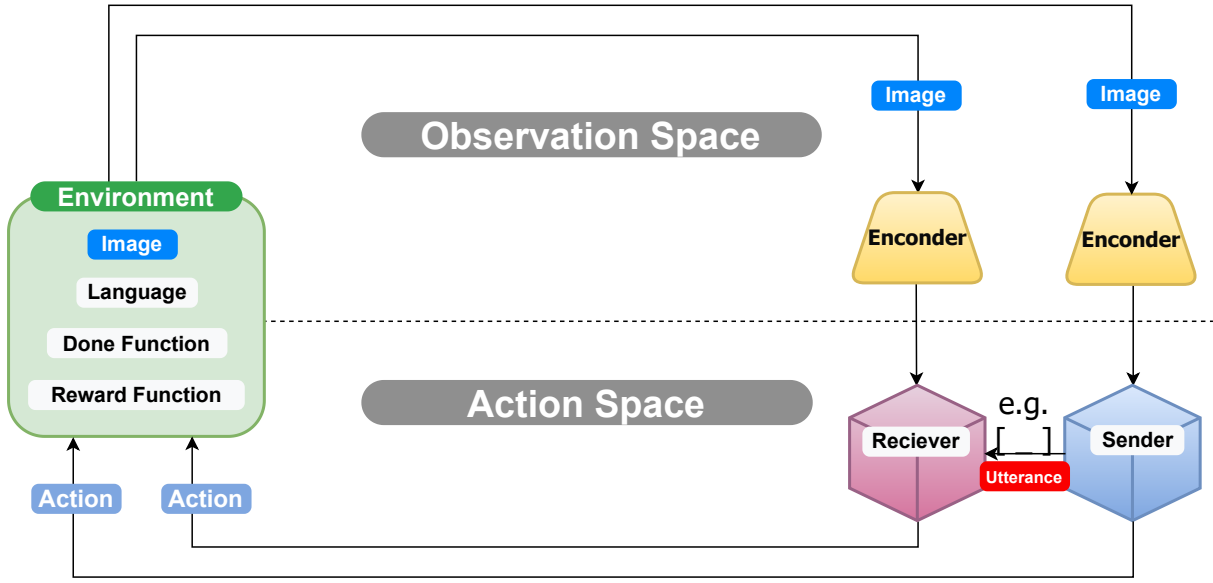 Image
Image
Observation Space
Environment
Image
Language
Done Function
Reward Function
Enconder
Enconder
Action Space
e.g.
[ _ ]
Reciever
Sender
Utterance
Action
Action